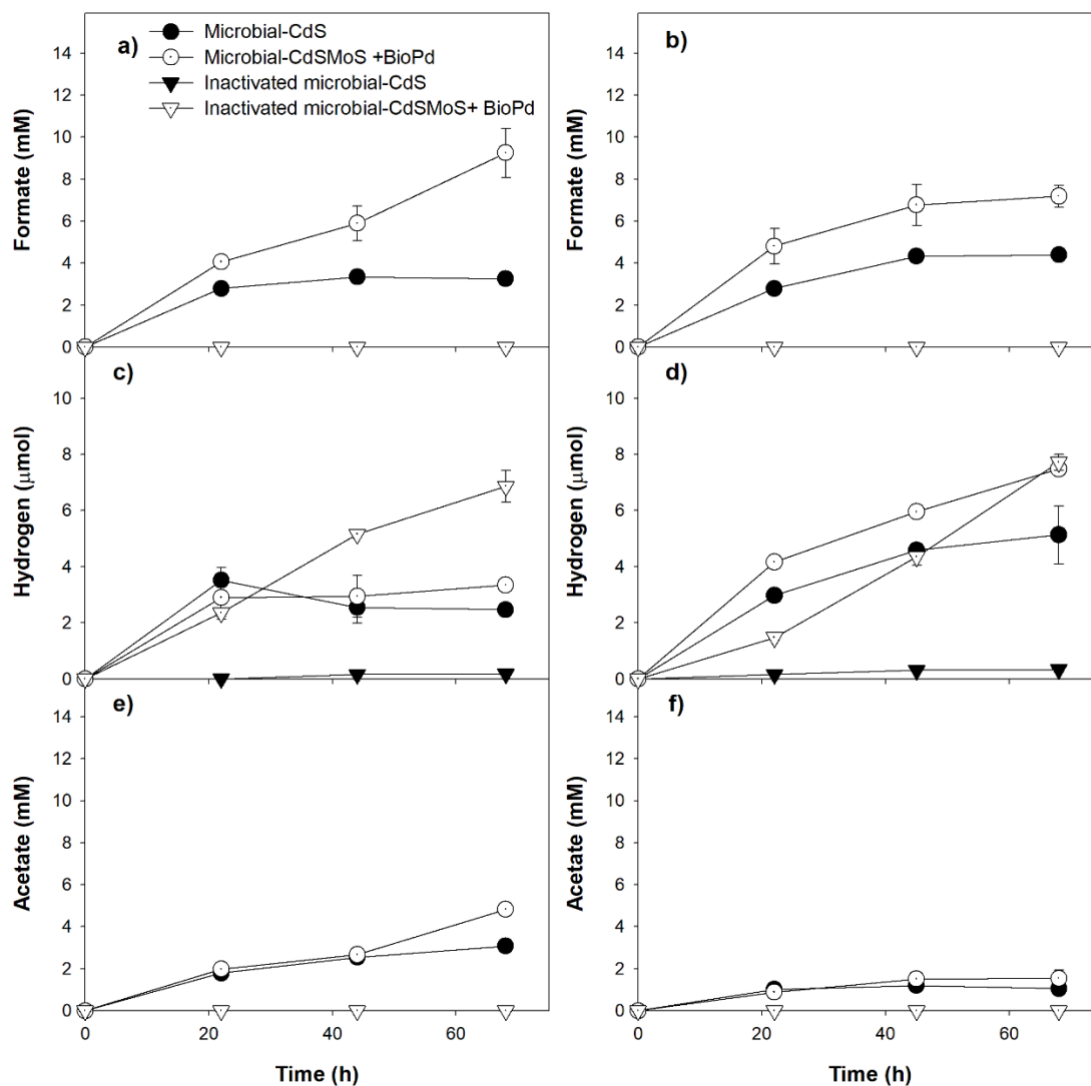 a)
Microbial-CdS
Microbial-CdSMoS +BioPd
Inactivated microbial-CdS
Inactivated microbial-CdSMoS+ BioPd
14
12
10
8
6
4
2
0
Formate (mM)
b)
14
12
10
8
6
4
2
0
Formate (mM)
c)
10
8
6
4
2
0
Hydrogen (μmol)
d)
10
8
6
4
2
0
Hydrogen (μmol)
e)
14
12
10
8
6
4
2
0
Acetate (mM)
0 20 40 60
Time (h)
f)
14
12
10
8
6
4
2
0
Acetate (mM)
0 20 40 60
Time (h)